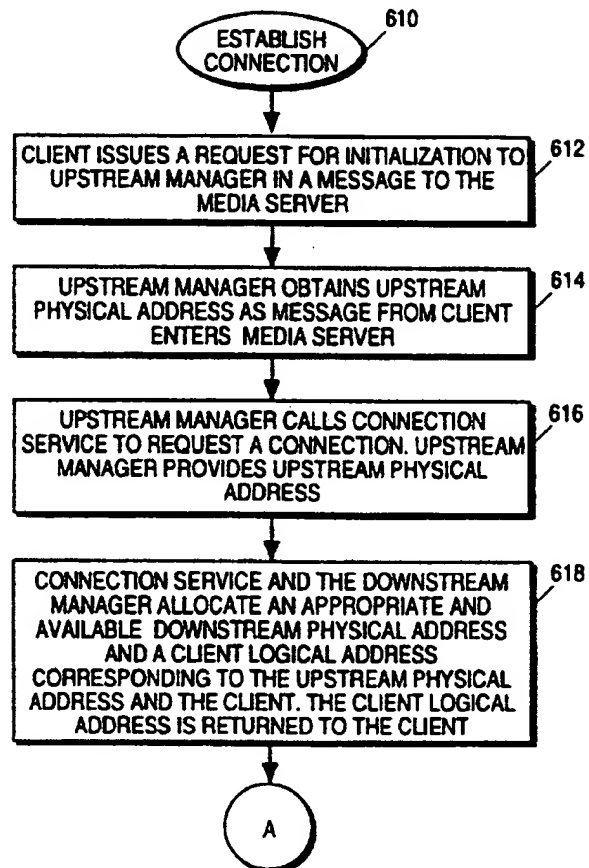 610
ESTABLISH
CONNECTION
612
CLIENT ISSUES A REQUEST FOR INITIALIZATION TO
UPSTREAM MANAGER IN A MESSAGE TO THE
MEDIA SERVER
614
UPSTREAM MANAGER OBTAINS UPSTREAM
PHYSICAL ADDRESS AS MESSAGE FROM CLIENT
ENTERS MEDIA SERVER
616
UPSTREAM MANAGER CALLS CONNECTION
SERVICE TO REQUEST A CONNECTION. UPSTREAM
MANAGER PROVIDES UPSTREAM PHYSICAL
ADDRESS
618
CONNECTION SERVICE AND THE DOWNSTREAM
MANAGER ALLOCATE AN APPROPRIATE AND
AVAILABLE DOWNSTREAM PHYSICAL ADDRESS
AND A CLIENT LOGICAL ADDRESS
CORRESPONDING TO THE UPSTREAM PHYSICAL
ADDRESS AND THE CLIENT. THE CLIENT LOGICAL
ADDRESS IS RETURNED TO THE CLIENT
A